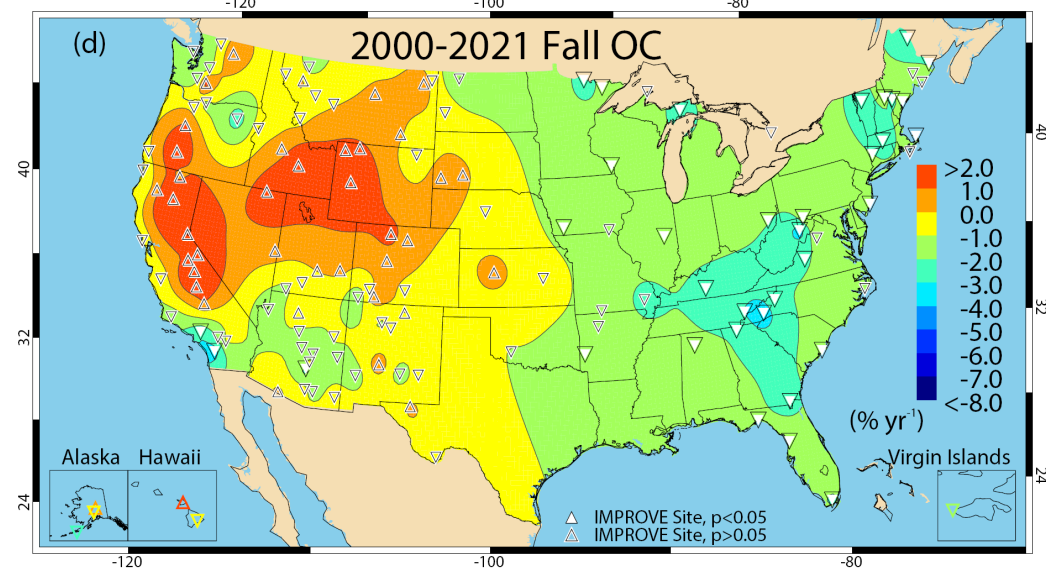 -120 -100 -80
(d) 2000-2021 Fall OC
40
40
32
32
24
24
>2.0
1.0
0.0
-1.0
-2.0
-3.0
-4.0
-5.0
-6.0
-7.0
<-8.0
(% yr⁻¹)
Alaska Hawaii
Virgin Islands
IMPROVE Site, p<0.05
IMPROVE Site, p>0.05
-120 -100 -80